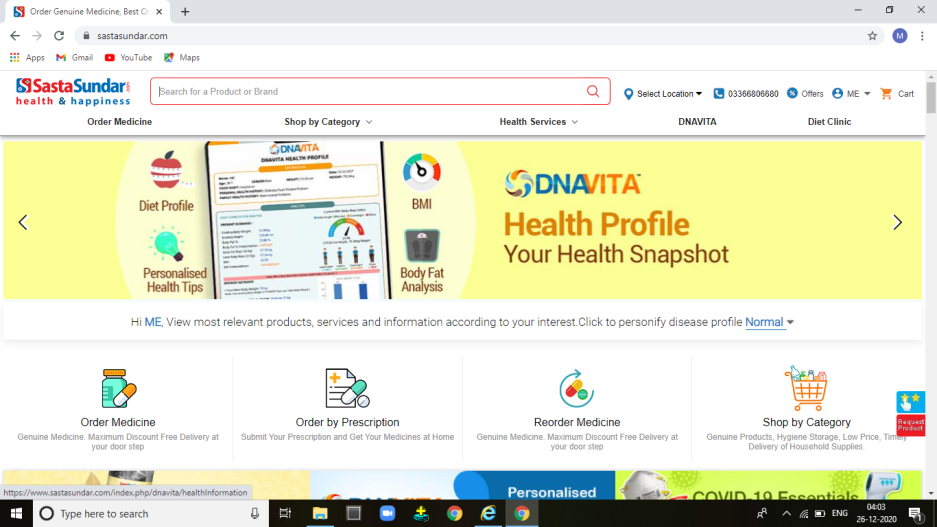 Order Genuine Medicine, Best O
sastasundar.com
M
Apps
Gmail
YouTube
Maps
SastaSundar.com
health & happiness
Search for a Product or Brand
Select Location
03366806680
Offers
ME
Cart
Order Medicine
Shop by Category
Health Services
DNAVITA
Diet Clinic
DNAVITA
DNAVITA HEALTH PROFILE
Diet Profile
Personalised
Health Tips
BMI
Body Fat
Analysis
DNAVITA™
Health Profile
Your Health Snapshot
Hi ME, View most relevant products, services and information according to your interest.Click to personify disease profile Normal
Order Medicine
Genuine Medicine. Maximum Discount Free Delivery at
your door step
Order by Prescription
Submit Your Prescription and Get Your Medicines at Home
Reorder Medicine
Genuine Medicine. Maximum Discount Free Delivery at
your door step
Shop by Category
Genuine Products, Hygiene Storage, Low Price, Timely
Delivery of Household Supplies.
Request
Product
DNAVITA
Personalised
COVID-19 Essentials
https://www.sastasundar.com/index.php/dnavita/healthInformation
Type here to search
ENG
04:03
26-12-2020
1